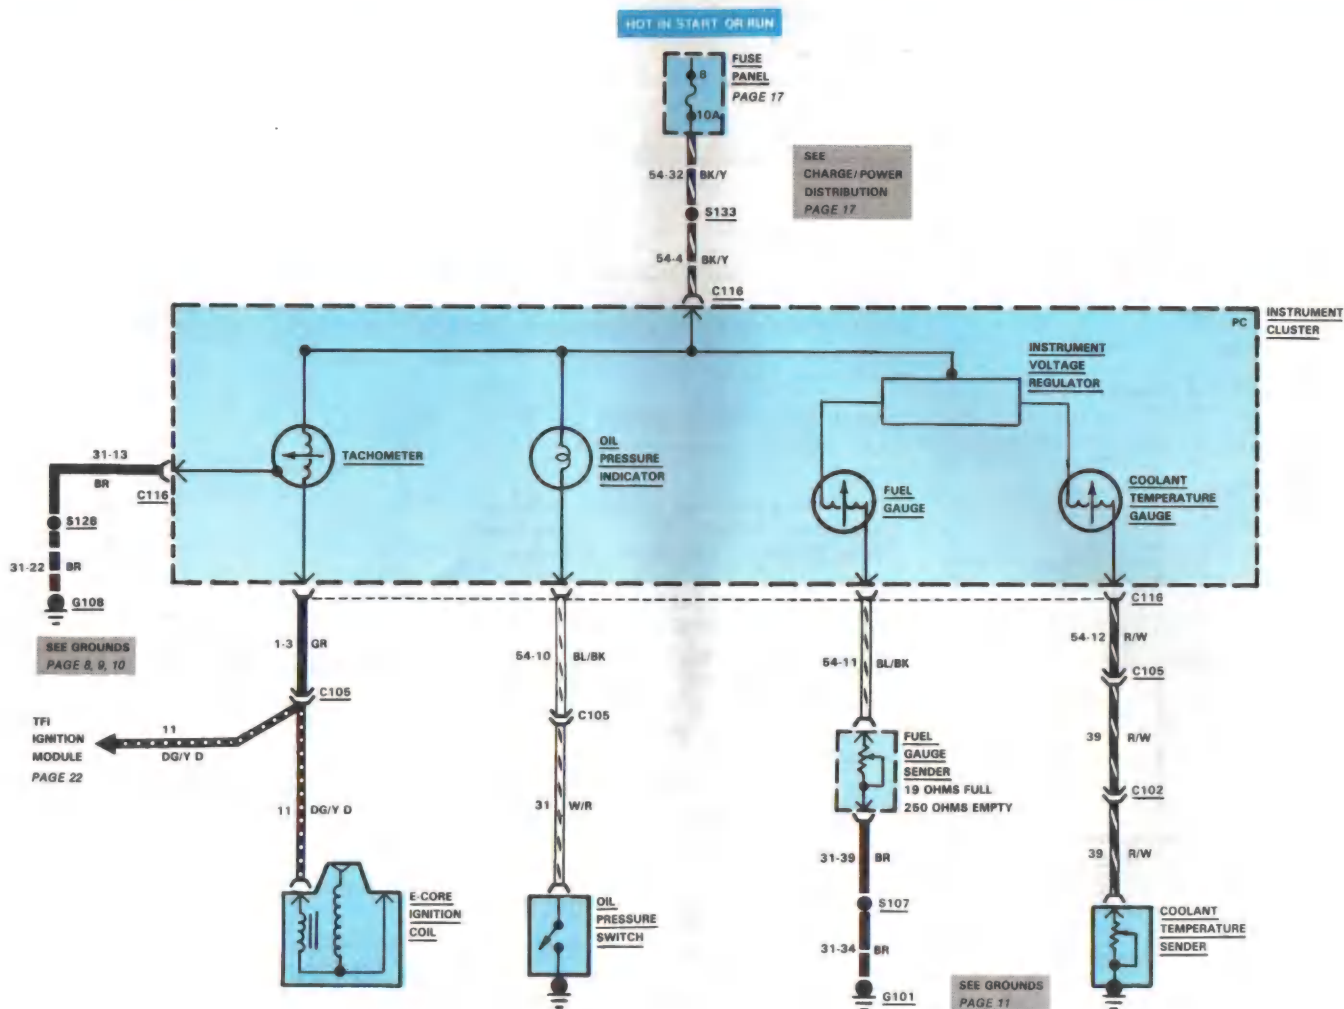 HOT IN START OR RUN
8
10A
FUSE
PANEL
PAGE 17
54-32 BK/Y
SEE
CHARGE/POWER
DISTRIBUTION
PAGE 17
S133
54-4 BK/Y
C116
PC
INSTRUMENT
CLUSTER
INSTRUMENT
VOLTAGE
REGULATOR
TACHOMETER
OIL
PRESSURE
INDICATOR
FUEL
GAUGE
COOLANT
TEMPERATURE
GAUGE
31-13
BR
C116
S128
31-22 BR
G108
SEE GROUNDS
PAGE 8, 9, 10
C116
1-3 GR
54-10 BL/BK
54-11 BL/BK
54-12 R/W
C105
C105
C105
TFI
IGNITION
MODULE
PAGE 22
11
DG/Y D
FUEL
GAUGE
SENDER
19 OHMS FULL
250 OHMS EMPTY
39 R/W
C102
11 DG/Y D
31 W/R
31-39 BR
39 R/W
E-CORE
IGNITION
COIL
OIL
PRESSURE
SWITCH
S107
31-34 BR
G101
COOLANT
TEMPERATURE
SENDER
SEE GROUNDS
PAGE 11